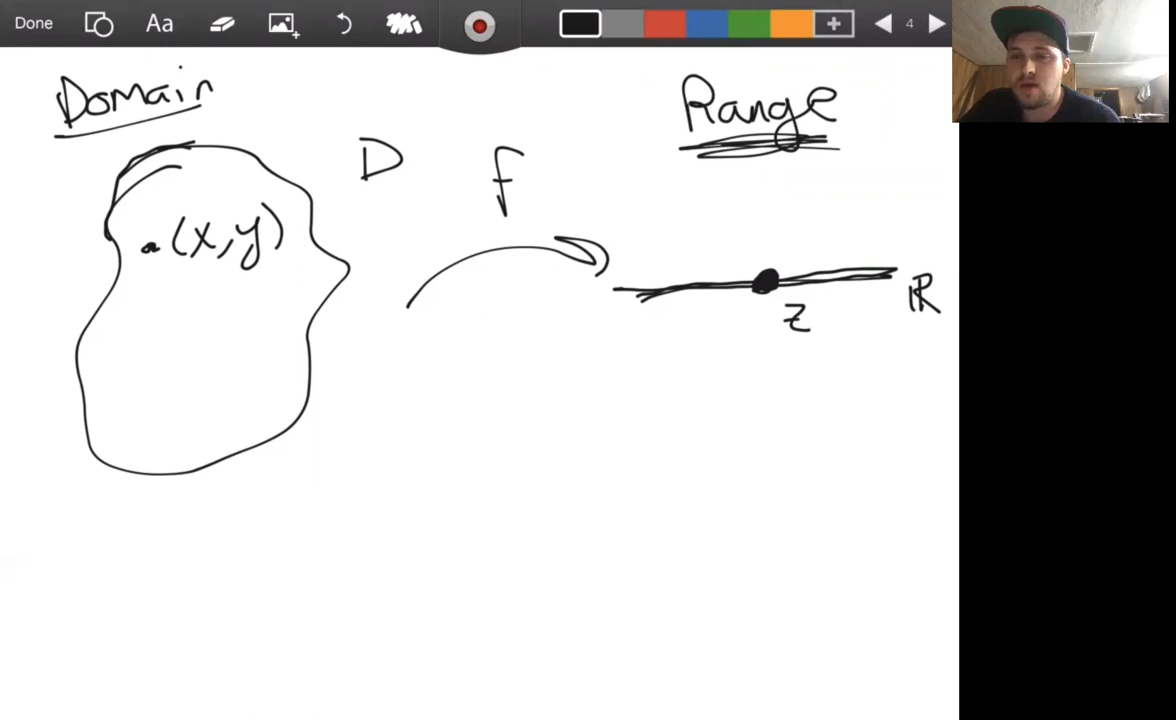 Done Aa 4
Domain
Range
D
f
(x,y)
z
ℝ